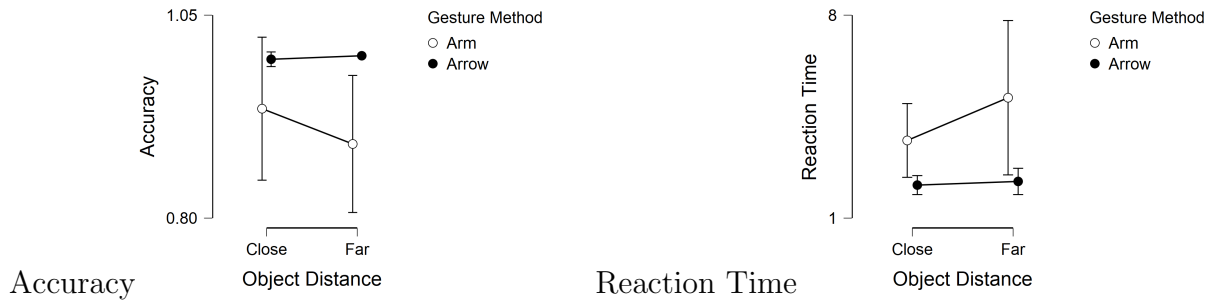 1.05
0.80
Accuracy
Close
Far
Object Distance
Gesture Method
Arm
Arrow
Accuracy
8
1
Reaction Time
Close
Far
Object Distance
Gesture Method
Arm
Arrow
Reaction Time